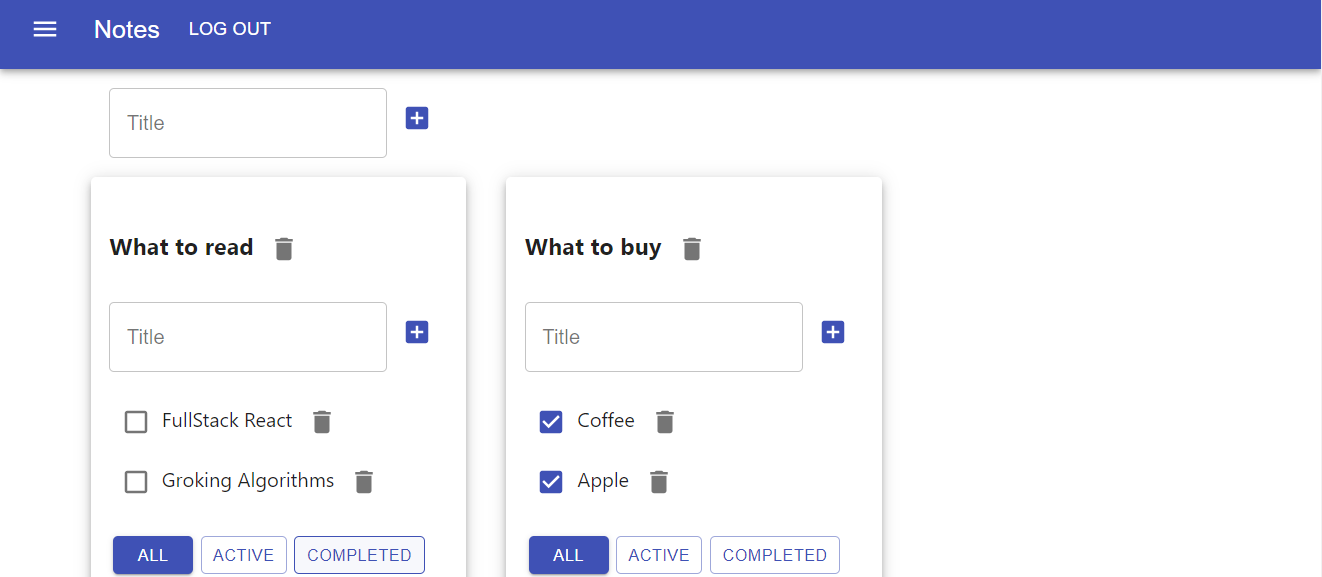 Notes LOG OUT
Title
What to read
Title
FullStack React
Groking Algorithms
ALL ACTIVE COMPLETED
What to buy
Title
Coffee
Apple
ALL ACTIVE COMPLETED